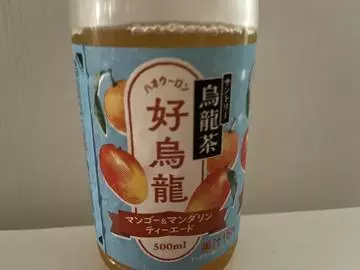 サントリー
烏龍茶
ハオウーロン
好烏龍
マンゴー&マンダリン
ティーエード
500ml